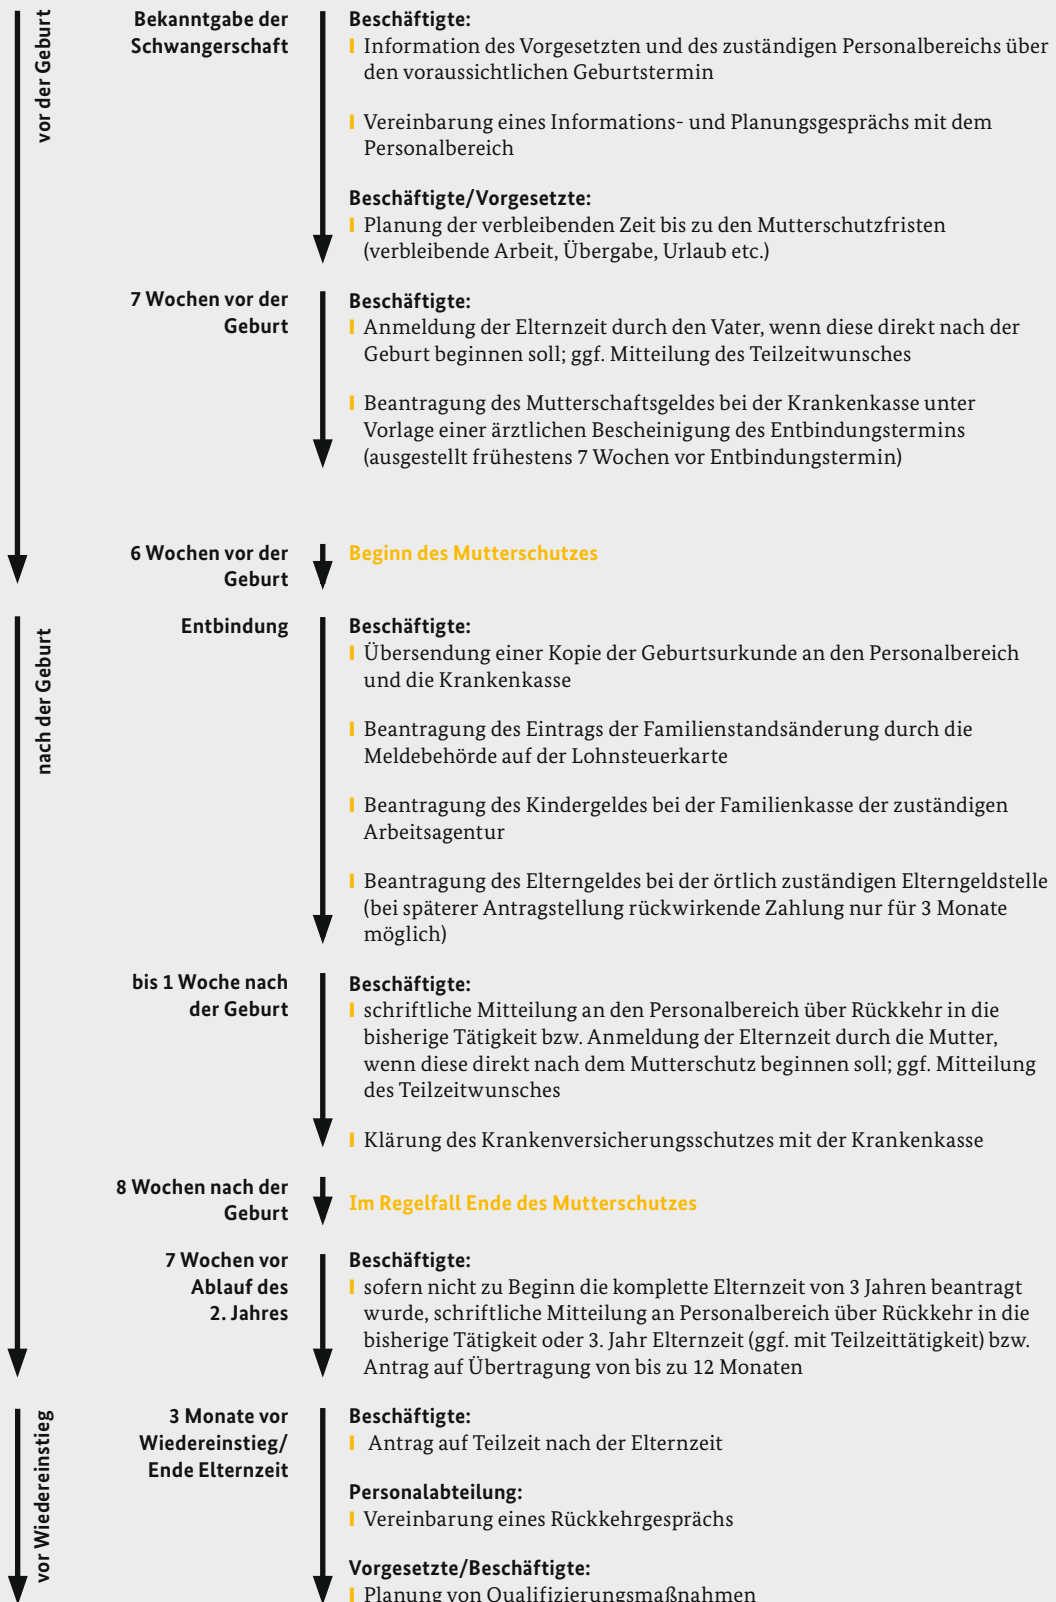 vor der Geburt
Bekanntgabe der
Schwangerschaft
Beschäftigte:
Information des Vorgesetzten und des zuständigen Personalbereichs über
den voraussichtlichen Geburtstermin
Vereinbarung eines Informations- und Planungsgesprächs mit dem
Personalbereich
Beschäftigte/Vorgesetzte:
Planung der verbleibenden Zeit bis zu den Mutterschutzfristen
(verbleibende Arbeit, Übergabe, Urlaub etc.)
7 Wochen vor der
Geburt
Beschäftigte:
Anmeldung der Elternzeit durch den Vater, wenn diese direkt nach der
Geburt beginnen soll; ggf. Mitteilung des Teilzeitwunsches
Beantragung des Mutterschaftsgeldes bei der Krankenkasse unter
Vorlage einer ärztlichen Bescheinigung des Entbindungstermins
(ausgestellt frühestens 7 Wochen vor Entbindungstermin)
6 Wochen vor der
Geburt
Beginn des Mutterschutzes
nach der Geburt
Entbindung
Beschäftigte:
Übersendung einer Kopie der Geburtsurkunde an den Personalbereich
und die Krankenkasse
Beantragung des Eintrags der Familienstandsänderung durch die
Meldebehörde auf der Lohnsteuerkarte
Beantragung des Kindergeldes bei der Familienkasse der zuständigen
Arbeitsagentur
Beantragung des Elterngeldes bei der örtlich zuständigen Elterngeldstelle
(bei späterer Antragstellung rückwirkende Zahlung nur für 3 Monate
möglich)
bis 1 Woche nach
der Geburt
Beschäftigte:
schriftliche Mitteilung an den Personalbereich über Rückkehr in die
bisherige Tätigkeit bzw. Anmeldung der Elternzeit durch die Mutter,
wenn diese direkt nach dem Mutterschutz beginnen soll; ggf. Mitteilung
des Teilzeitwunsches
Klärung des Krankenversicherungsschutzes mit der Krankenkasse
8 Wochen nach der
Geburt
Im Regelfall Ende des Mutterschutzes
7 Wochen vor
Ablauf des
2. Jahres
Beschäftigte:
sofern nicht zu Beginn die komplette Elternzeit von 3 Jahren beantragt
wurde, schriftliche Mitteilung an Personalbereich über Rückkehr in die
bisherige Tätigkeit oder 3. Jahr Elternzeit (ggf. mit Teilzeittätigkeit) bzw.
Antrag auf Übertragung von bis zu 12 Monaten
vor Wiedereinstieg
3 Monate vor
Wiedereinstieg/
Ende Elternzeit
Beschäftigte:
Antrag auf Teilzeit nach der Elternzeit
Personalabteilung:
Vereinbarung eines Rückkehrgesprächs
Vorgesetzte/Beschäftigte:
Planung von Qualifizierungsmaßnahmen